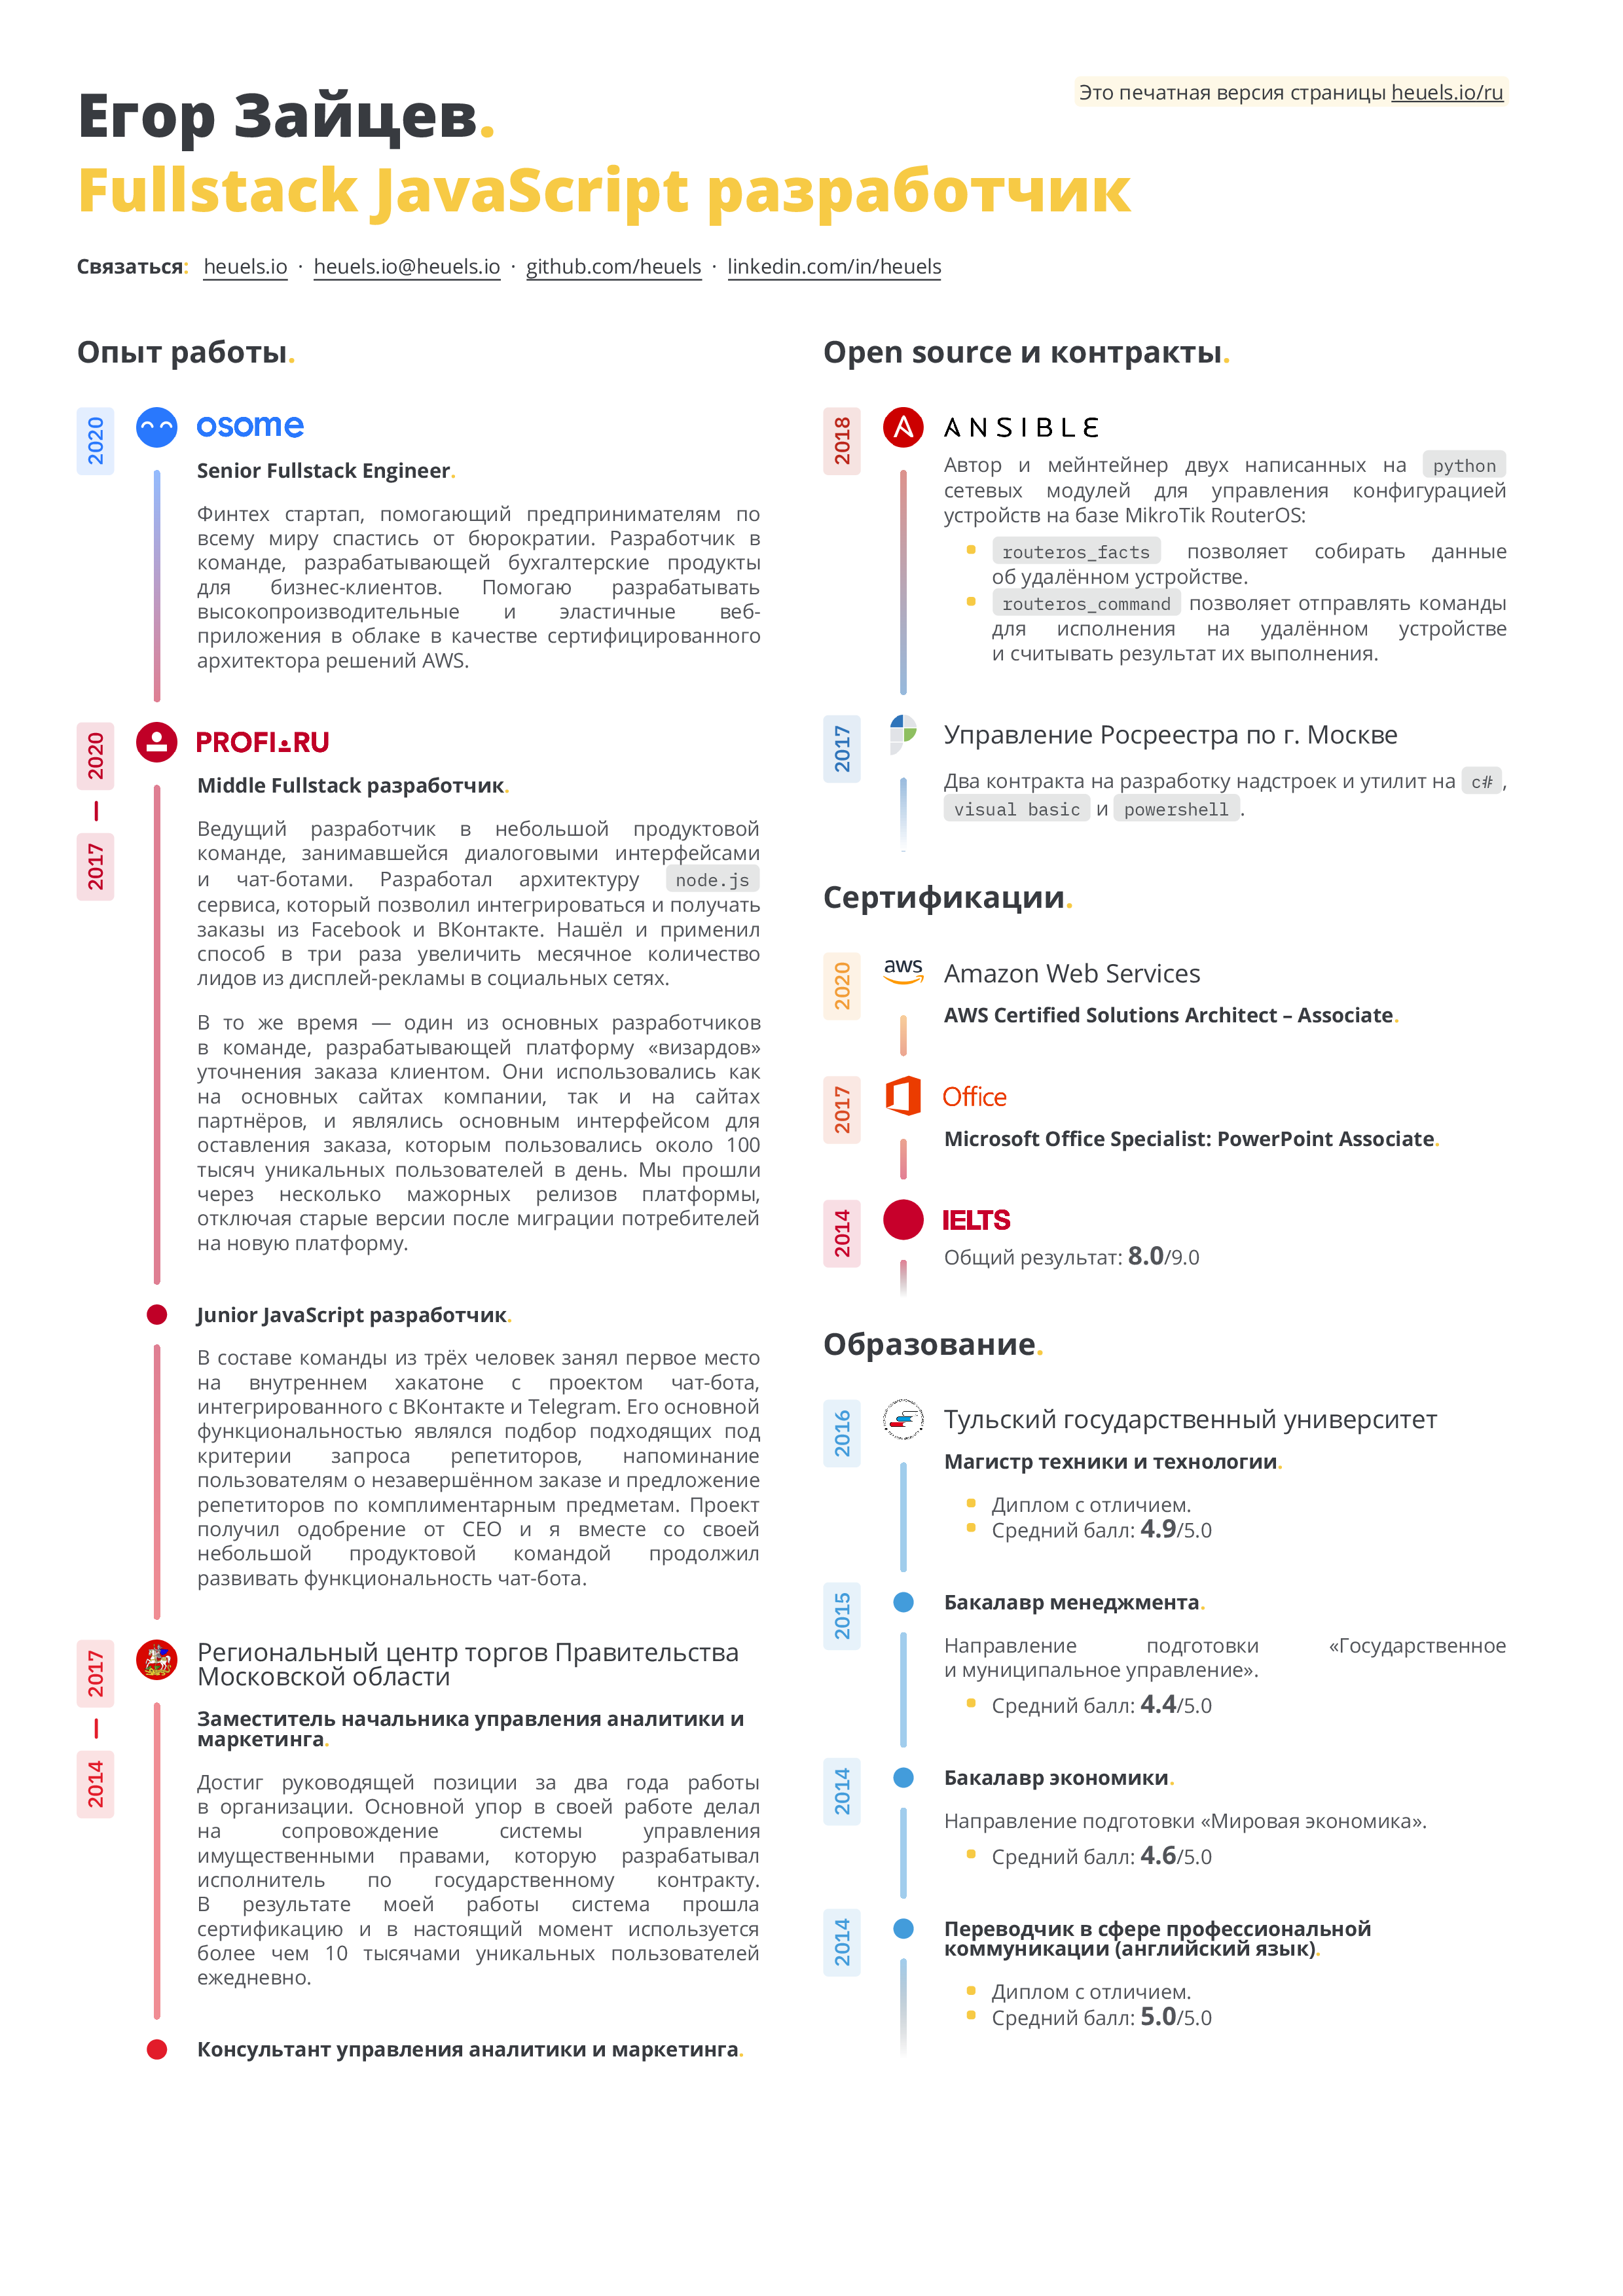 Егор Зайцев.
Это печатная версия страницы heuels.io/ru
Fullstack JavaScript разработчик
Связаться: heuels.io · heuels.io@heuels.io · github.com/heuels · linkedin.com/in/heuels
Опыт работы.
2020
osome
Senior Fullstack Engineer.
Финтех стартап, помогающий предпринимателям по
всему миру спастись от бюрократии. Разработчик в
команде, разрабатывающей бухгалтерские продукты
для бизнес-клиентов. Помогаю разрабатывать
высокопроизводительные и эластичные веб-
приложения в облаке в качестве сертифицированного
архитектора решений AWS.
2020 — 2017
PROFI.RU
Middle Fullstack разработчик.
Ведущий разработчик в небольшой продуктовой
команде, занимавшейся диалоговыми интерфейсами
и чат-ботами. Разработал архитектуру node.js
сервиса, который позволил интегрироваться и получать
заказы из Facebook и ВКонтакте. Нашёл и применил
способ в три раза увеличить месячное количество
лидов из дисплей-рекламы в социальных сетях.
В то же время — один из основных разработчиков
в команде, разрабатывающей платформу «визардов»
уточнения заказа клиентом. Они использовались как
на основных сайтах компании, так и на сайтах
партнёров, и являлись основным интерфейсом для
оставления заказа, которым пользовались около 100
тысяч уникальных пользователей в день. Мы прошли
через несколько мажорных релизов платформы,
отключая старые версии после миграции потребителей
на новую платформу.
Junior JavaScript разработчик.
В составе команды из трёх человек занял первое место
на внутреннем хакатоне с проектом чат-бота,
интегрированного с ВКонтакте и Telegram. Его основной
функциональностью являлся подбор подходящих под
критерии запроса репетиторов, напоминание
пользователям о незавершённом заказе и предложение
репетиторов по комплиментарным предметам. Проект
получил одобрение от CEO и я вместе со своей
небольшой продуктовой командой продолжил
развивать функциональность чат-бота.
2017 — 2014
Региональный центр торгов Правительства
Московской области
Заместитель начальника управления аналитики и
маркетинга.
Достиг руководящей позиции за два года работы
в организации. Основной упор в своей работе делал
на сопровождение системы управления
имущественными правами, которую разрабатывал
исполнитель по государственному контракту.
В результате моей работы система прошла
сертификацию и в настоящий момент используется
более чем 10 тысячами уникальных пользователей
ежедневно.
Консультант управления аналитики и маркетинга.
Open source и контракты.
2018
ANSIBLE
Автор и мейнтейнер двух написанных на python
сетевых модулей для управления конфигурацией
устройств на базе MikroTik RouterOS:
routeros_facts позволяет собирать данные
об удалённом устройстве.
routeros_command позволяет отправлять команды
для исполнения на удалённом устройстве
и считывать результат их выполнения.
2017
Управление Росреестра по г. Москве
Два контракта на разработку надстроек и утилит на c#,
visual basic и powershell.
Сертификации.
2020
aws
Amazon Web Services
AWS Certified Solutions Architect – Associate.
2017
Office
Microsoft Office Specialist: PowerPoint Associate.
2014
IELTS
Общий результат: 8.0/9.0
Образование.
2016
Тульский государственный университет
Магистр техники и технологии.
Диплом с отличием.
Средний балл: 4.9/5.0
2015
Бакалавр менеджмента.
Направление подготовки «Государственное
и муниципальное управление».
Средний балл: 4.4/5.0
2014
Бакалавр экономики.
Направление подготовки «Мировая экономика».
Средний балл: 4.6/5.0
2014
Переводчик в сфере профессиональной
коммуникации (английский язык).
Диплом с отличием.
Средний балл: 5.0/5.0